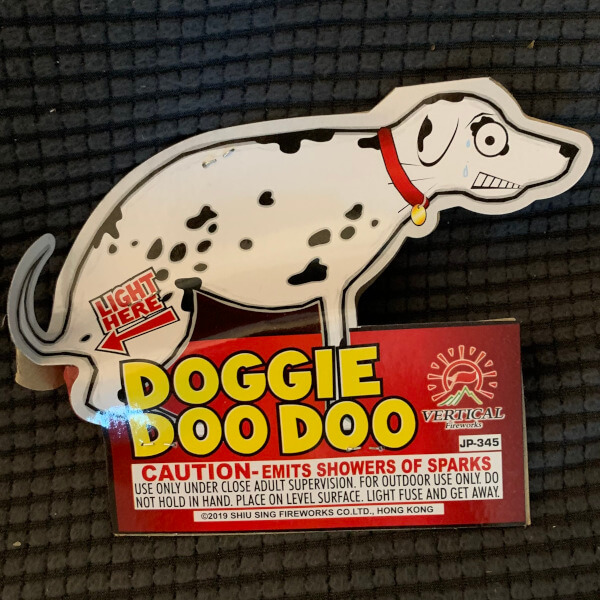 LIGHT
HERE
DOGGIE
DOO DOO
VERTICAL
Fireworks
JP-345
CAUTION-EMITS SHOWERS OF SPARKS
USE ONLY UNDER CLOSE ADULT SUPERVISION. FOR OUTDOOR USE ONLY. DO
NOT HOLD IN HAND. PLACE ON LEVEL SURFACE. LIGHT FUSE AND GET AWAY.
©2019 SHIU SING FIREWORKS CO.LTD., HONG KONG